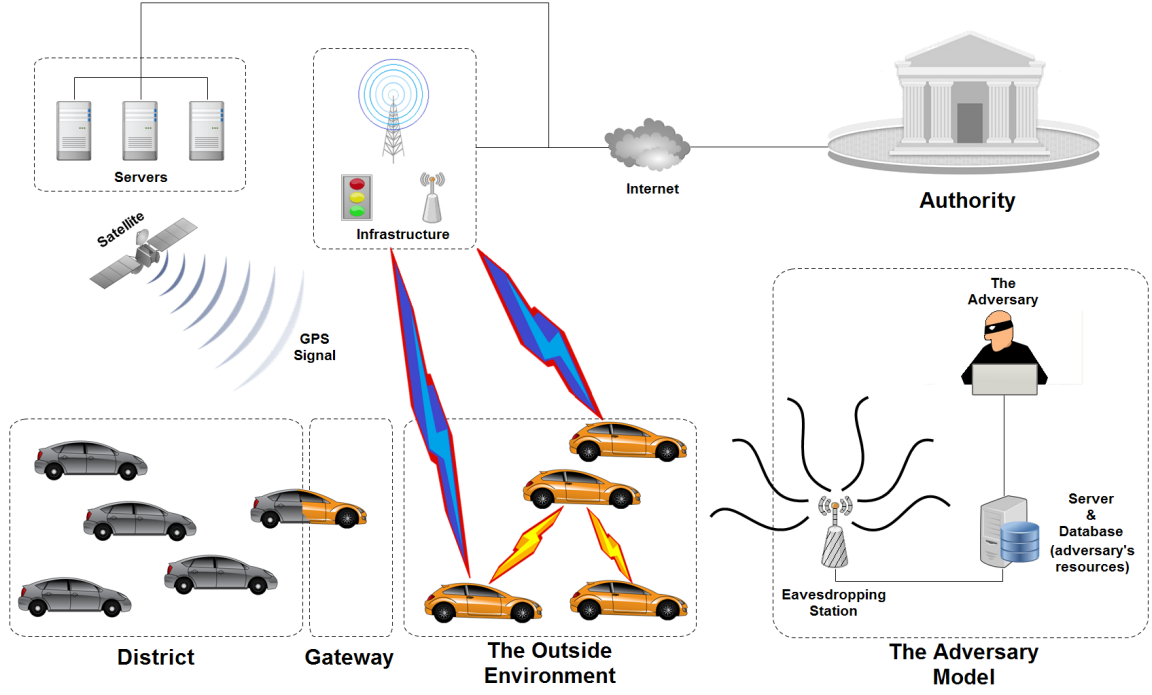 Servers
Satellite
GPS
Signal
Infrastructure
Internet
Authority
The
Adversary
Server
&
Database
(adversary's
resources)
Eavesdropping
Station
District
Gateway
The Outside
Environment
The Adversary
Model